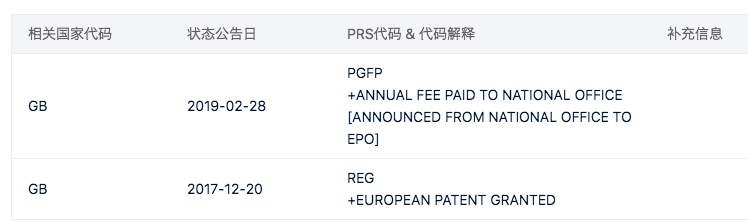 相关国家代码 状态公告日 PRS代码 & 代码解释 补充信息
GB 2019-02-28 PGFP
+ANNUAL FEE PAID TO NATIONAL OFFICE
[ANNOUNCED FROM NATIONAL OFFICE TO
EPO]
GB 2017-12-20 REG
+EUROPEAN PATENT GRANTED